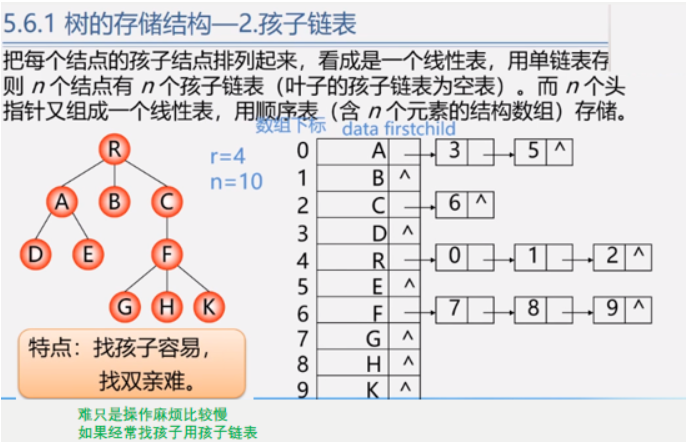 5.6.1 树的存储结构—2.孩子链表
把每个结点的孩子结点排列起来，看成是一个线性表，用单链表存
则 n 个结点有 n 个孩子链表（叶子的孩子链表为空表）。而 n 个头
指针又组成一个线性表，用顺序表（含 n 个元素的结构数组）存储。
数组下标 data firstchild
r=4
n=10
R
A B C
D E F
G H K
0 A 3 5 ^
1 B ^
2 C 6 ^
3 D ^
4 R 0 1 2 ^
5 E ^
6 F 7 8 9 ^
7 G ^
8 H ^
9 K ^
特点：找孩子容易，
找双亲难。
难只是操作麻烦比较慢
如果经常找孩子用孩子链表